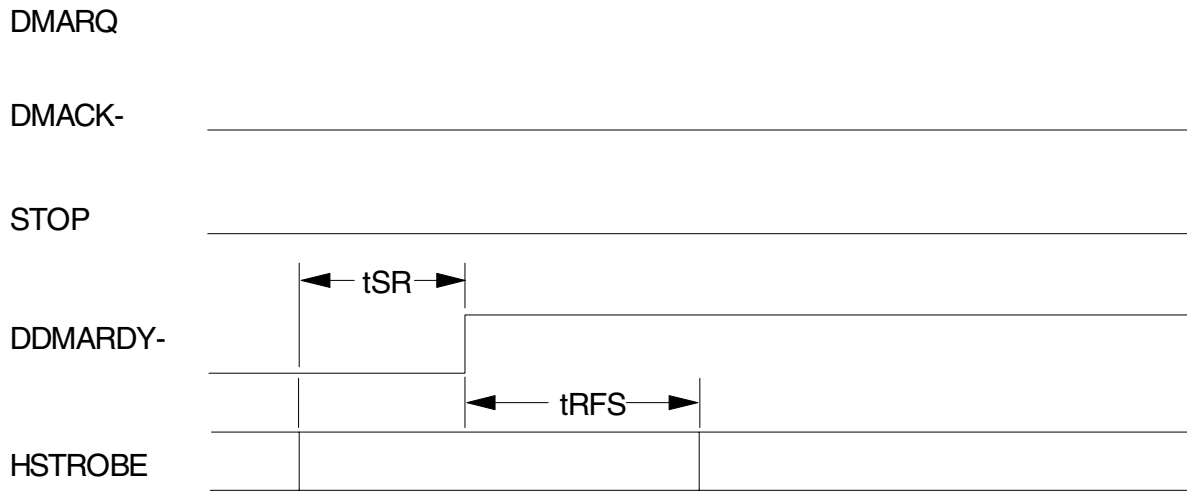 DMARQ
DMACK-
STOP
tSR
DDMARDY-
tRFS
HSTROBE